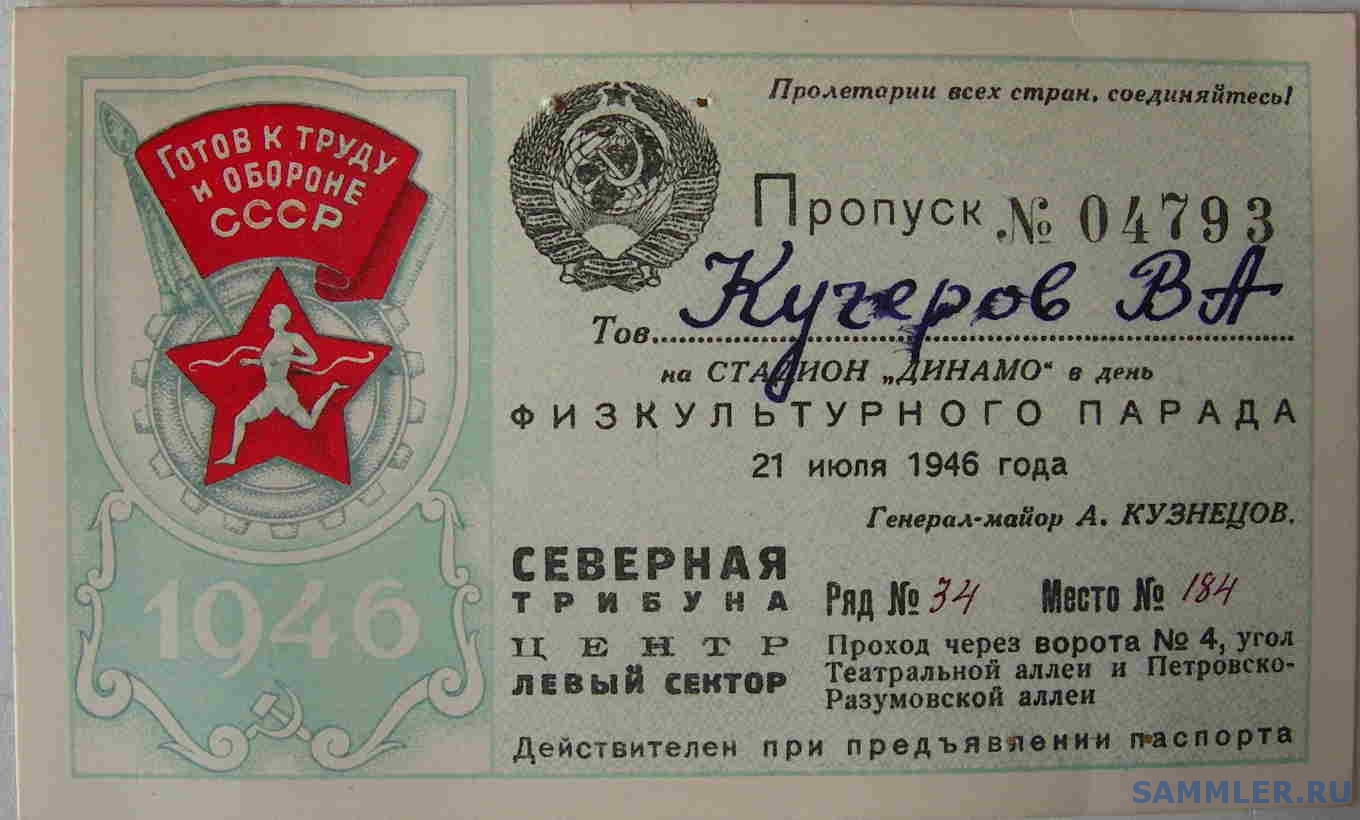 ГОТОВ К ТРУДУ
И ОБОРОНЕ
СССР
1946
Пролетарии всех стран, соединяйтесь!
Пропуск № 04793
Тов. Кучеров ВА
на СТАДИОН „ДИНАМО“ в день
ФИЗКУЛЬТУРНОГО ПАРАДА
21 июля 1946 года
Генерал-майор А. КУЗНЕЦОВ.
СЕВЕРНАЯ
ТРИБУНА
ЦЕНТР
ЛЕВЫЙ СЕКТОР
Ряд № 34 Место № 184
Проход через ворота № 4, угол
Театральной аллеи и Петровско-
Разумовской аллеи
Действителен при предъявлении паспорта
SAMMLER.RU